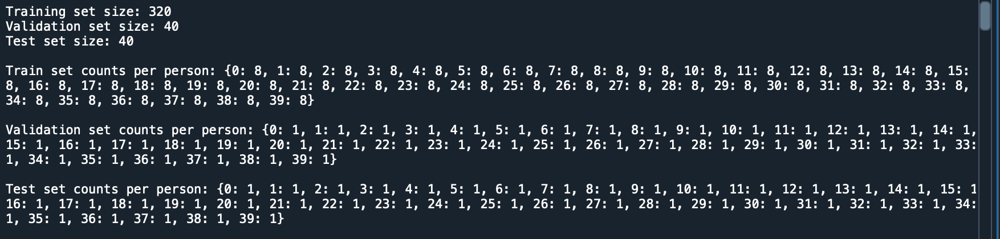 Training set size: 320
Validation set size: 40
Test set size: 40
Train set counts per person: {0: 8, 1: 8, 2: 8, 3: 8, 4: 8, 5: 8, 6: 8, 7: 8, 8: 8, 9: 8, 10: 8, 11: 8, 12: 8, 13: 8, 14: 8, 15:
8, 16: 8, 17: 8, 18: 8, 19: 8, 20: 8, 21: 8, 22: 8, 23: 8, 24: 8, 25: 8, 26: 8, 27: 8, 28: 8, 29: 8, 30: 8, 31: 8, 32: 8, 33: 8,
34: 8, 35: 8, 36: 8, 37: 8, 38: 8, 39: 8}
Validation set counts per person: {0: 1, 1: 1, 2: 1, 3: 1, 4: 1, 5: 1, 6: 1, 7: 1, 8: 1, 9: 1, 10: 1, 11: 1, 12: 1, 13: 1, 14: 1,
15: 1, 16: 1, 17: 1, 18: 1, 19: 1, 20: 1, 21: 1, 22: 1, 23: 1, 24: 1, 25: 1, 26: 1, 27: 1, 28: 1, 29: 1, 30: 1, 31: 1, 32: 1, 33:
1, 34: 1, 35: 1, 36: 1, 37: 1, 38: 1, 39: 1}
Test set counts per person: {0: 1, 1: 1, 2: 1, 3: 1, 4: 1, 5: 1, 6: 1, 7: 1, 8: 1, 9: 1, 10: 1, 11: 1, 12: 1, 13: 1, 14: 1, 15: 1
16: 1, 17: 1, 18: 1, 19: 1, 20: 1, 21: 1, 22: 1, 23: 1, 24: 1, 25: 1, 26: 1, 27: 1, 28: 1, 29: 1, 30: 1, 31: 1, 32: 1, 33: 1, 34:
1, 35: 1, 36: 1, 37: 1, 38: 1, 39: 1}